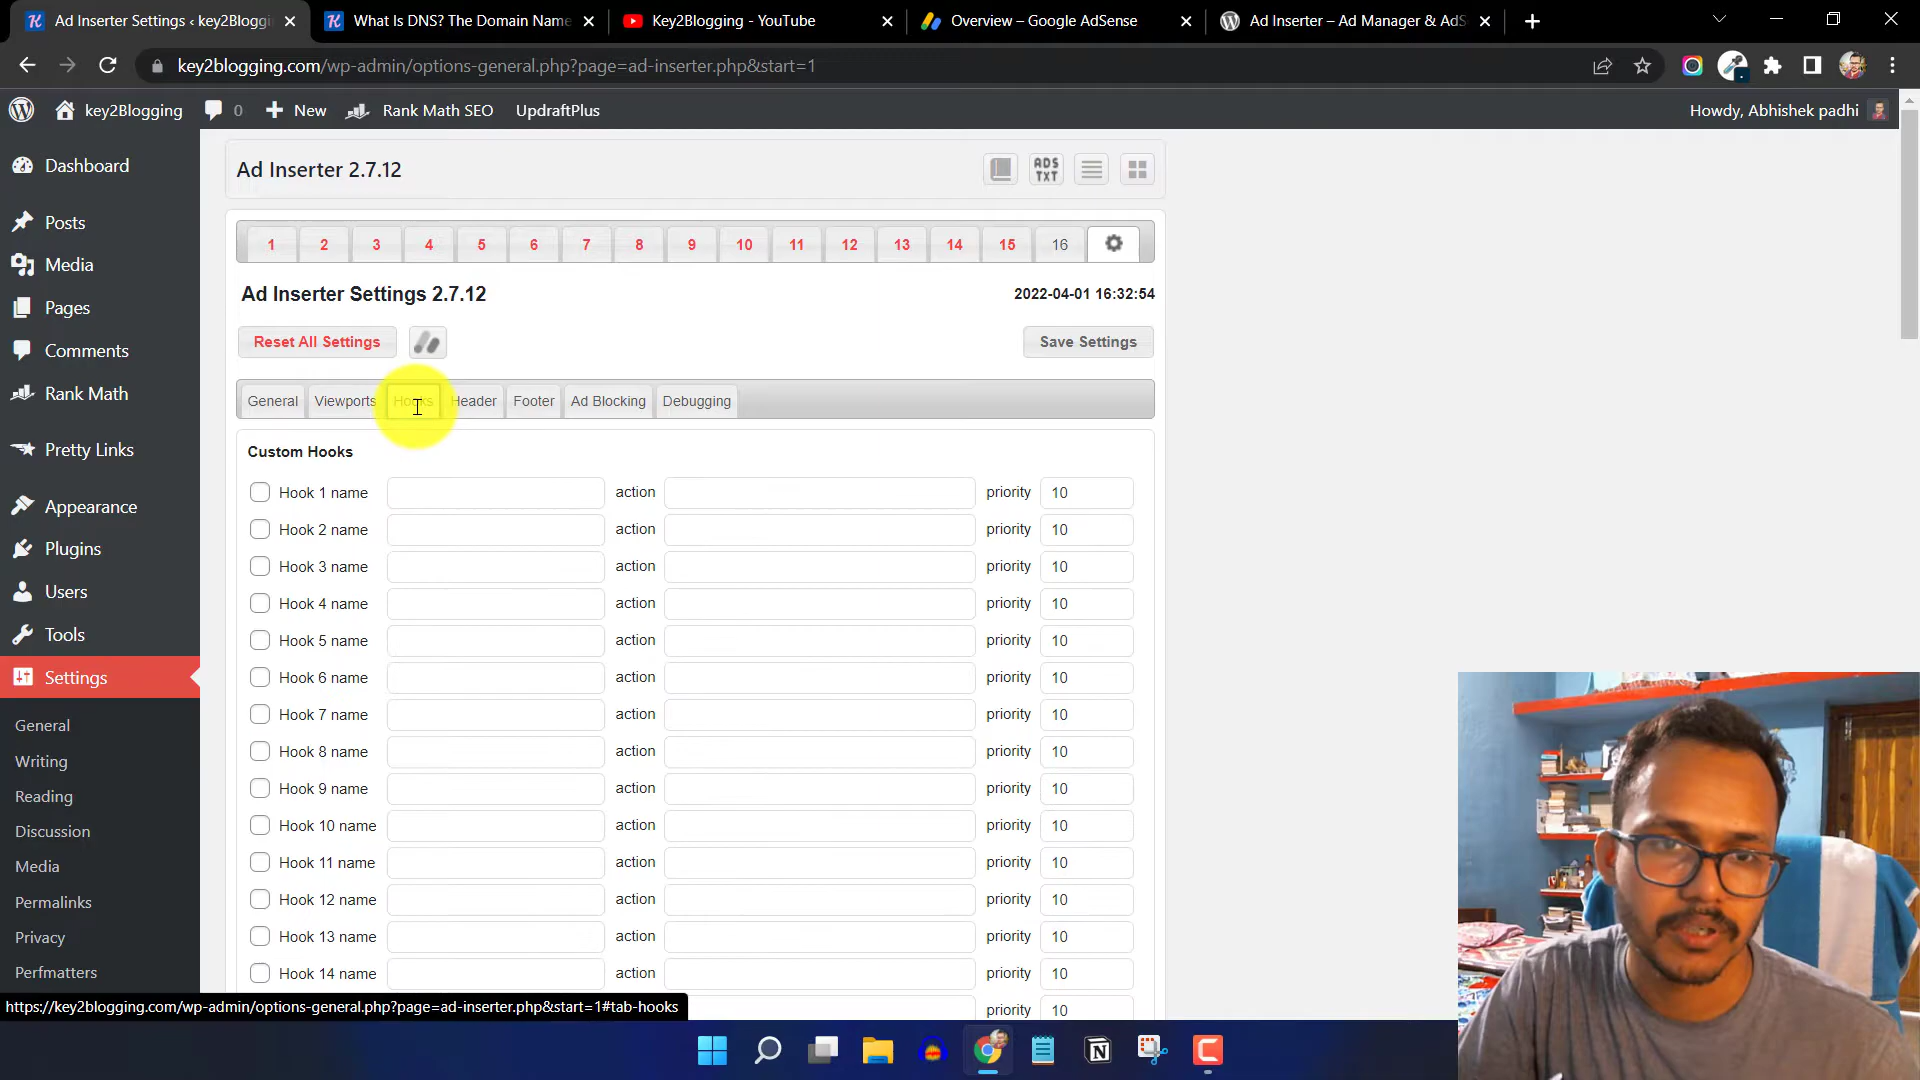 Ad Inserter Settings ‹ key2Bloggin
What Is DNS? The Domain Name
Key2Blogging - YouTube
Overview – Google AdSense
Ad Inserter – Ad Manager & AdS
key2blogging.com/wp-admin/options-general.php?page=ad-inserter.php&start=1
key2Blogging
0
New
Rank Math SEO
UpdraftPlus
Howdy, Abhishek padhi
Dashboard
Posts
Media
Pages
Comments
Rank Math
Pretty Links
Appearance
Plugins
Users
Tools
Settings
General
Writing
Reading
Discussion
Media
Permalinks
Privacy
Perfmatters
Ad Inserter 2.7.12
ADS
TXT
1 2 3 4 5 6 7 8 9 10 11 12 13 14 15 16
Ad Inserter Settings 2.7.12
2022-04-01 16:32:54
Reset All Settings
Save Settings
General Viewports Hooks Header Footer Ad Blocking Debugging
Custom Hooks
Hook 1 name action priority 10
Hook 2 name action priority 10
Hook 3 name action priority 10
Hook 4 name action priority 10
Hook 5 name action priority 10
Hook 6 name action priority 10
Hook 7 name action priority 10
Hook 8 name action priority 10
Hook 9 name action priority 10
Hook 10 name action priority 10
Hook 11 name action priority 10
Hook 12 name action priority 10
Hook 13 name action priority 10
Hook 14 name action priority 10
priority 10
https://key2blogging.com/wp-admin/options-general.php?page=ad-inserter.php&start=1#tab-hooks